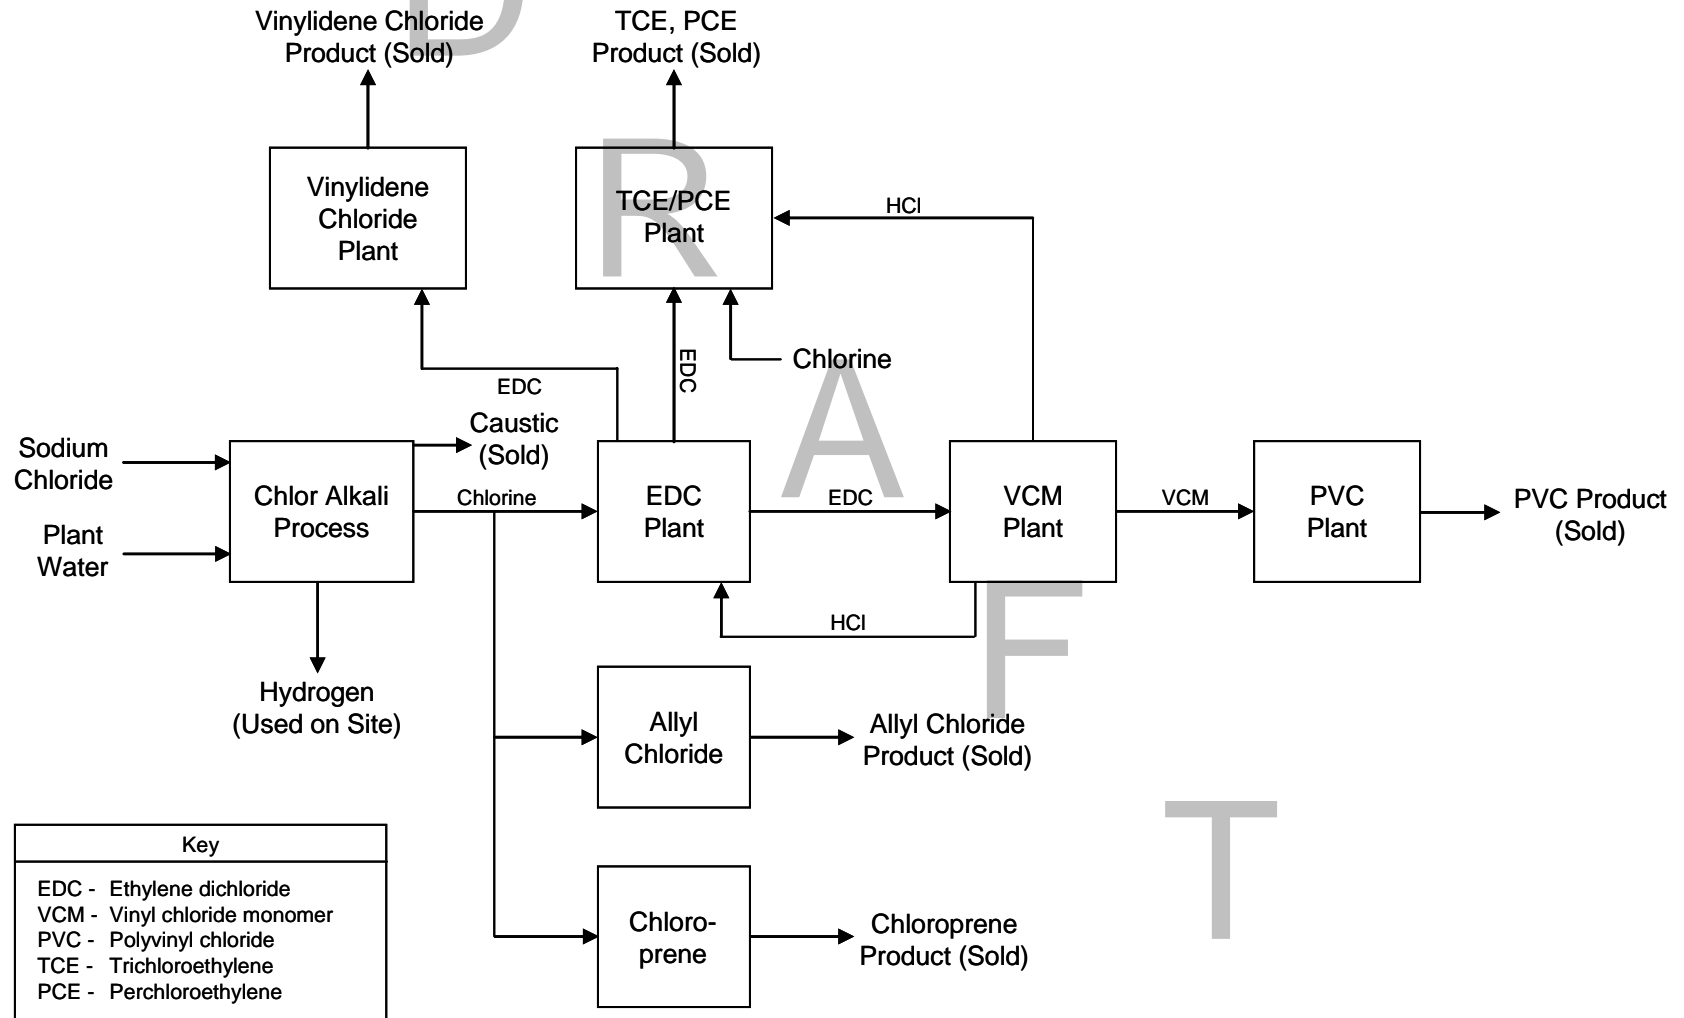 Vinylidene Chloride
Product (Sold)
TCE, PCE
Product (Sold)
Vinylidene
Chloride
Plant
TCE/PCE
Plant
HCl
Chlorine
EDC
EDC
Caustic
(Sold)
Sodium
Chloride
Plant
Water
Chlor Alkali
Process
Chlorine
EDC
Plant
EDC
VCM
Plant
VCM
PVC
Plant
PVC Product
(Sold)
HCl
Hydrogen
(Used on Site)
Allyl
Chloride
Allyl Chloride
Product (Sold)
Chloro-
prene
Chloroprene
Product (Sold)
Key
EDC - Ethylene dichloride
VCM - Vinyl chloride monomer
PVC - Polyvinyl chloride
TCE - Trichloroethylene
PCE - Perchloroethylene
D R A F T